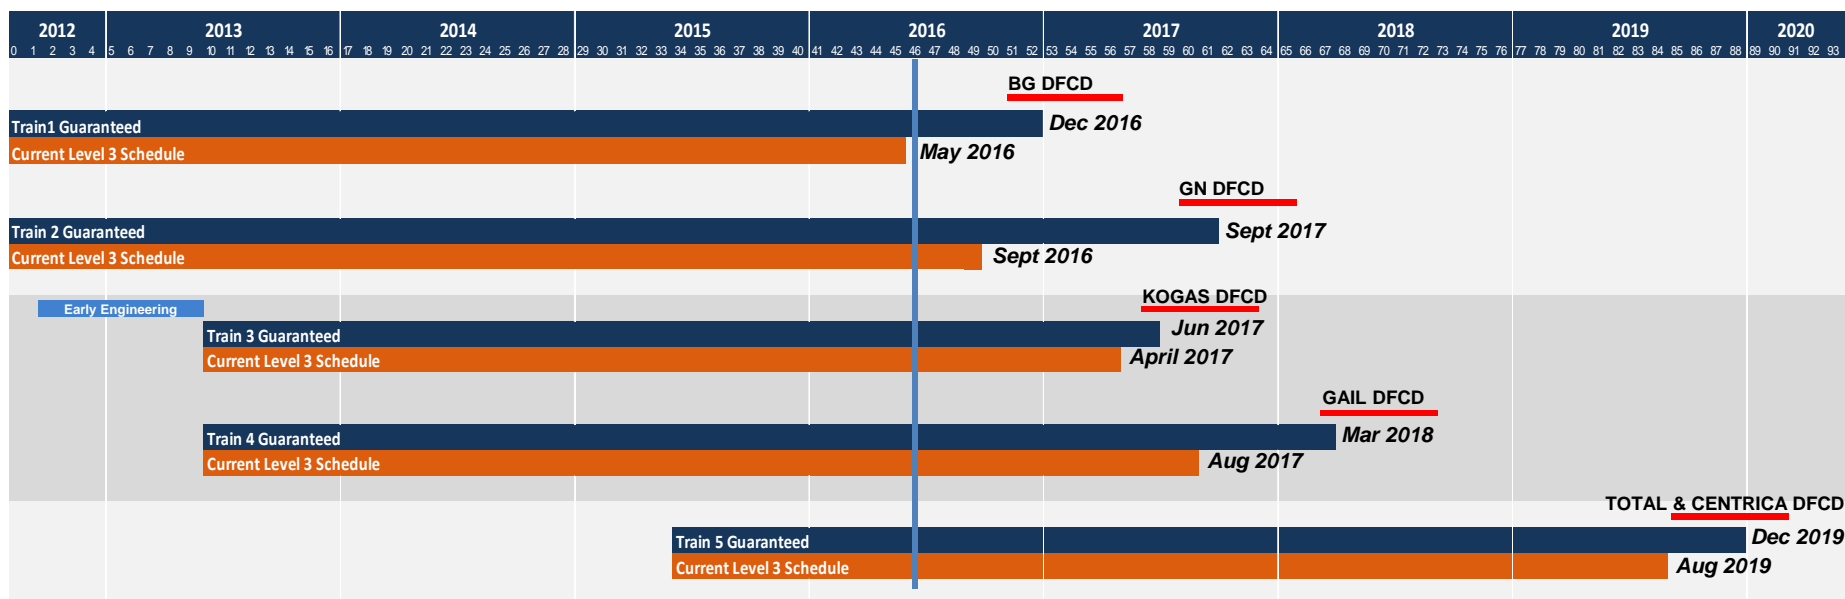 2012 2013 2014 2015 2016 2017 2018 2019 2020
0 1 2 3 4 5 6 7 8 9 10 11 12 13 14 15 16 17 18 19 20 21 22 23 24 25 26 27 28 29 30 31 32 33 34 35 36 37 38 39 40 41 42 43 44 45 46 47 48 49 50 51 52 53 54 55 56 57 58 59 60 61 62 63 64 65 66 67 68 69 70 71 72 73 74 75 76 77 78 79 80 81 82 83 84 85 86 87 88 89 90 91 92 93
BG DFCD
Train1 Guaranteed Dec 2016
Current Level 3 Schedule May 2016
GN DFCD
Train 2 Guaranteed Sept 2017
Current Level 3 Schedule Sept 2016
Early Engineering KOGAS DFCD
Train 3 Guaranteed Jun 2017
Current Level 3 Schedule April 2017
GAIL DFCD
Train 4 Guaranteed Mar 2018
Current Level 3 Schedule Aug 2017
TOTAL & CENTRICA DFCD
Train 5 Guaranteed Dec 2019
Current Level 3 Schedule Aug 2019